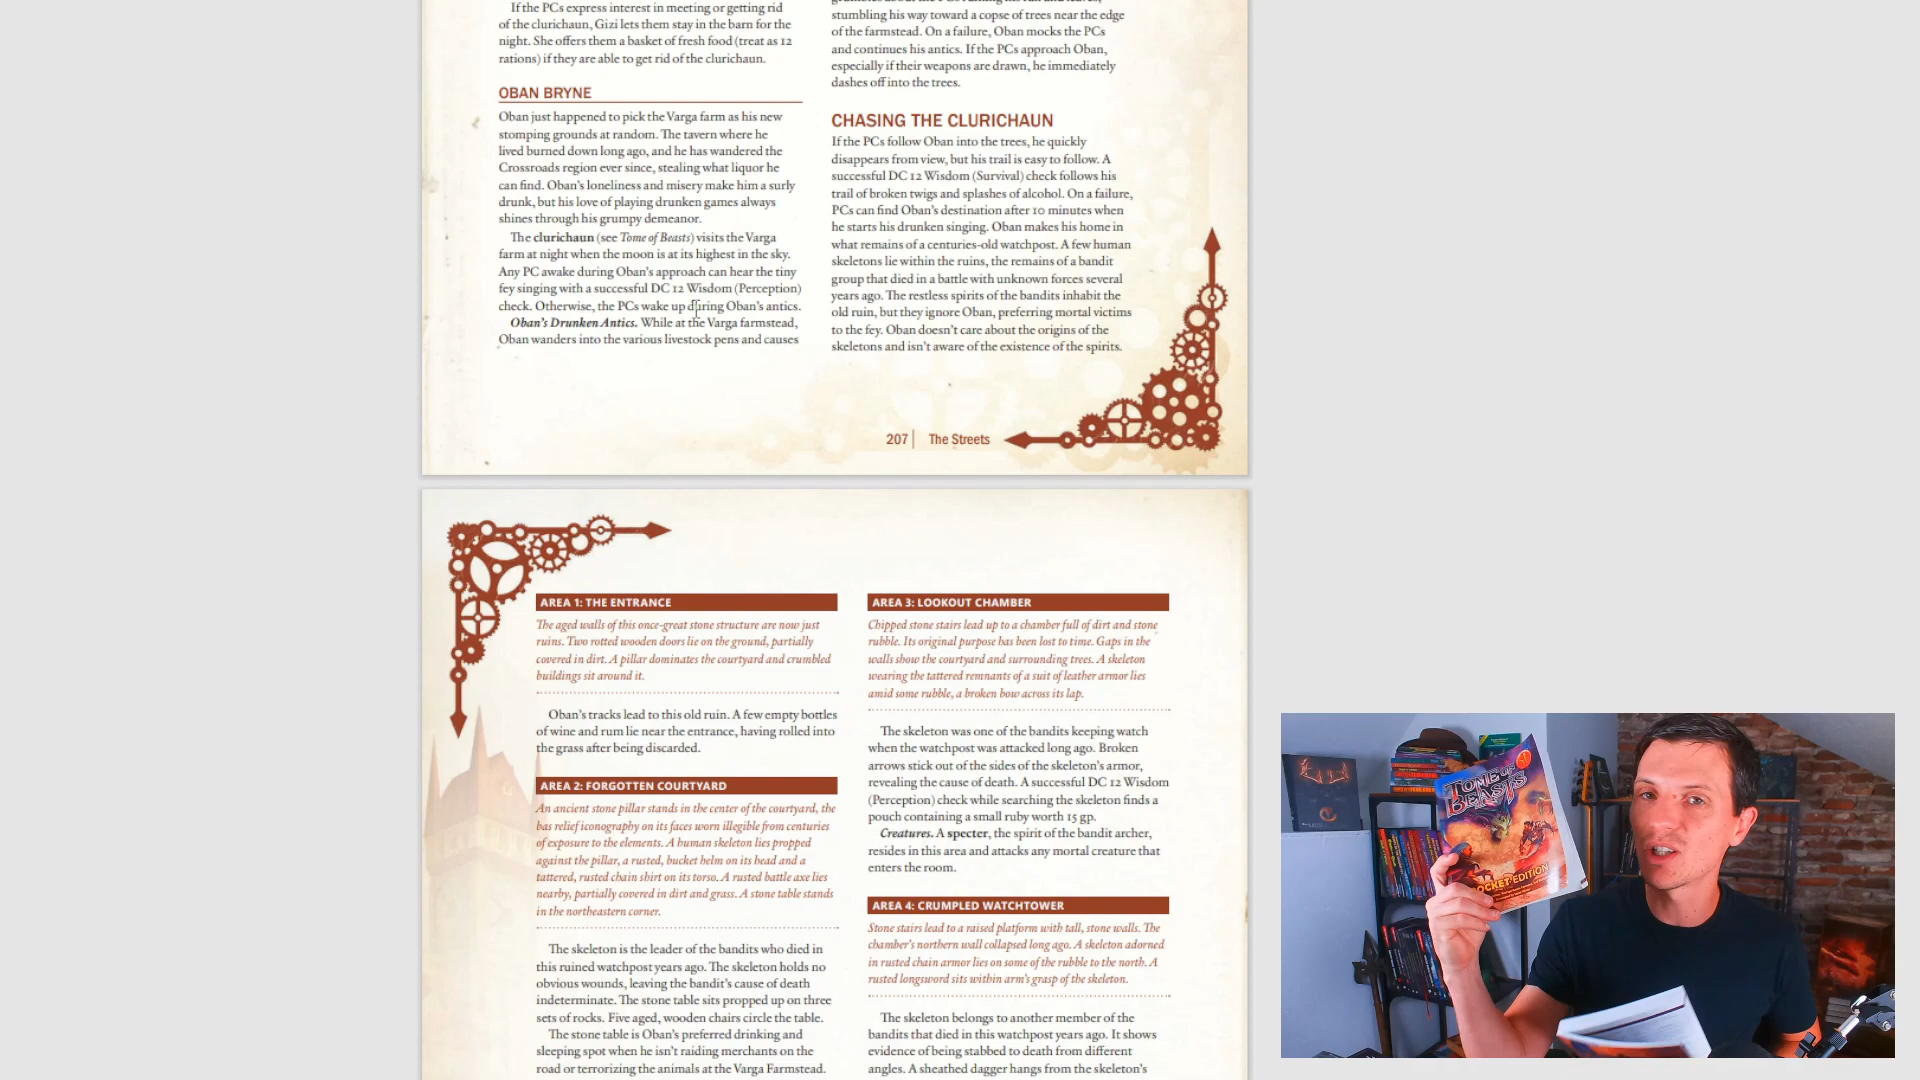 If the PCs express interest in meeting or getting rid
of the clurichaun, Gizi lets them stay in the barn for the
night. She offers them a basket of fresh food (treat as 12
rations) if they are able to get rid of the clurichaun.
OBAN BRYNE
Oban just happened to pick the Varga farm as his new
stomping grounds at random. The tavern where he
lived burned down long ago, and he has wandered the
Crossroads region ever since, stealing what liquor he
can find. Oban's loneliness and misery make him a surly
drunk, but his love of playing drunken games always
shines through his grumpy demeanor.
The clurichaun (see Tome of Beasts) visits the Varga
farm at night when the moon is at its highest in the sky.
Any PC awake during Oban's approach can hear the tiny
fey singing with a successful DC 12 Wisdom (Perception)
check. Otherwise, the PCs wake up during Oban's antics.
Oban's Drunken Antics. While at the Varga farmstead,
Oban wanders into the various livestock pens and causes
stumbling his way toward a copse of trees near the edge
of the farmstead. On a failure, Oban mocks the PCs
and continues his antics. If the PCs approach Oban,
especially if their weapons are drawn, he immediately
dashes off into the trees.
CHASING THE CLURICHAUN
If the PCs follow Oban into the trees, he quickly
disappears from view, but his trail is easy to follow. A
successful DC 12 Wisdom (Survival) check follows his
trail of broken twigs and splashes of alcohol. On a failure,
PCs can find Oban's destination after 10 minutes when
he starts his drunken singing. Oban makes his home in
what remains of a centuries-old watchpost. A few human
skeletons lie within the ruins, the remains of a bandit
group that died in a battle with unknown forces several
years ago. The restless spirits of the bandits inhabit the
old ruin, but they ignore Oban, preferring mortal victims
to the fey. Oban doesn't care about the origins of the
skeletons and isn't aware of the existence of the spirits.
207 | The Streets
AREA 1: THE ENTRANCE
The aged walls of this once-great stone structure are now just
ruins. Two rotted wooden doors lie on the ground, partially
covered in dirt. A pillar dominates the courtyard and crumbled
buildings sit around it.
Oban's tracks lead to this old ruin. A few empty bottles
of wine and rum lie near the entrance, having rolled into
the grass after being discarded.
AREA 2: FORGOTTEN COURTYARD
An ancient stone pillar stands in the center of the courtyard, the
bas relief iconography on its faces worn illegible from centuries
of exposure to the elements. A human skeleton lies propped
against the pillar, a rusted, bucket helm on its head and a
tattered, rusted chain shirt on its torso. A rusted battle axe lies
nearby, partially covered in dirt and grass. A stone table stands
in the northeastern corner.
The skeleton is the leader of the bandits who died in
this ruined watchpost years ago. The skeleton holds no
obvious wounds, leaving the bandit's cause of death
indeterminate. The stone table sits propped up on three
sets of rocks. Five aged, wooden chairs circle the table.
The stone table is Oban's preferred drinking and
sleeping spot when he isn't raiding merchants on the
road or terrorizing the animals at the Varga Farmstead.
AREA 3: LOOKOUT CHAMBER
Chipped stone stairs lead up to a chamber full of dirt and stone
rubble. Its original purpose has been lost to time. Gaps in the
walls show the courtyard and surrounding trees. A skeleton
wearing the tattered remnants of a suit of leather armor lies
amid some rubble, a broken bow across its lap.
The skeleton was one of the bandits keeping watch
when the watchpost was attacked long ago. Broken
arrows stick out of the sides of the skeleton's armor,
revealing the cause of death. A successful DC 12 Wisdom
(Perception) check while searching the skeleton finds a
pouch containing a small ruby worth 15 gp.
Creatures. A specter, the spirit of the bandit archer,
resides in this area and attacks any mortal creature that
enters the room.
AREA 4: CRUMPLED WATCHTOWER
Stone stairs lead to a raised platform with tall, stone walls. The
chamber's northern wall collapsed long ago. A skeleton adorned
in rusted chain armor lies on some of the rubble to the north. A
rusted longsword sits within arm's grasp of the skeleton.
The skeleton belongs to another member of the
bandits that died in this watchpost years ago. It shows
evidence of being stabbed to death from different
angles. A sheathed dagger hangs from the skeleton's
TOME OF
BEASTS
POCKET EDITION